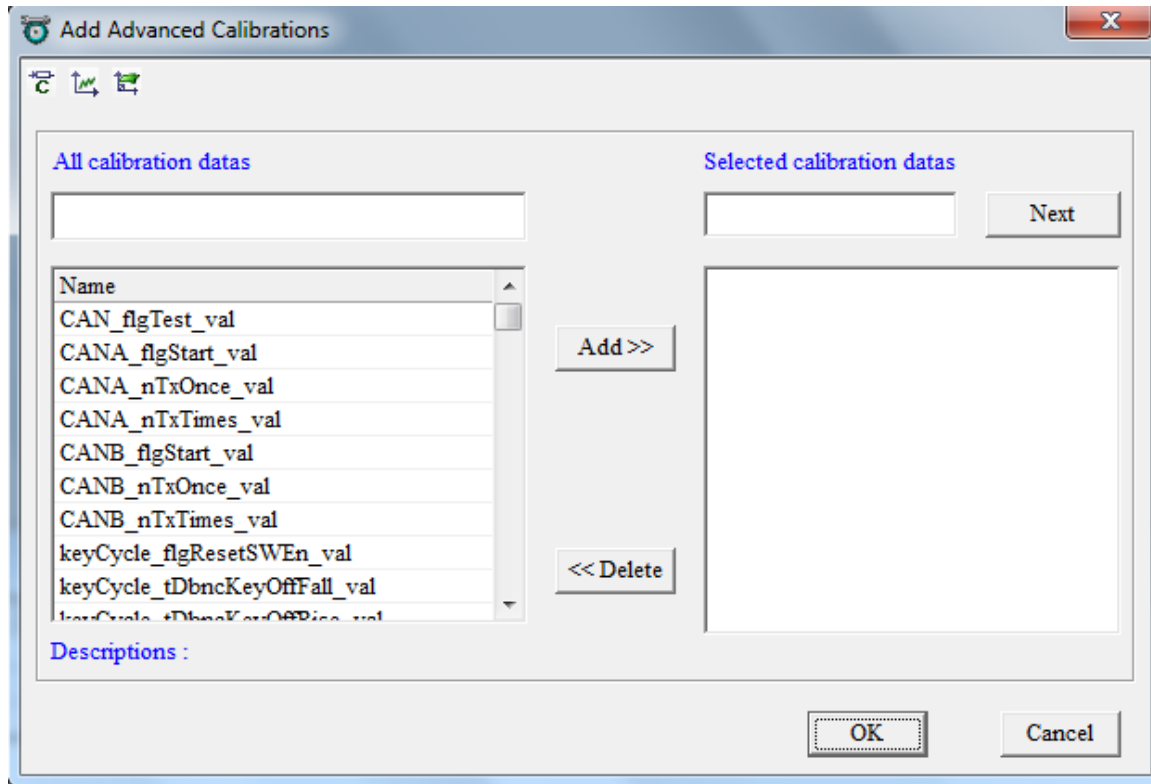 Add Advanced Calibrations
All calibration datas
Selected calibration datas
Next
Name
CAN_flgTest_val
CANA_flgStart_val
CANA_nTxOnce_val
CANA_nTxTimes_val
CANB_flgStart_val
CANB_nTxOnce_val
CANB_nTxTimes_val
keyCycle_flgResetSWEn_val
keyCycle_tDbncKeyOffFall_val
keyCycle_tDbncKeyOffRise_val
Add >>
<< Delete
Descriptions :
OK
Cancel